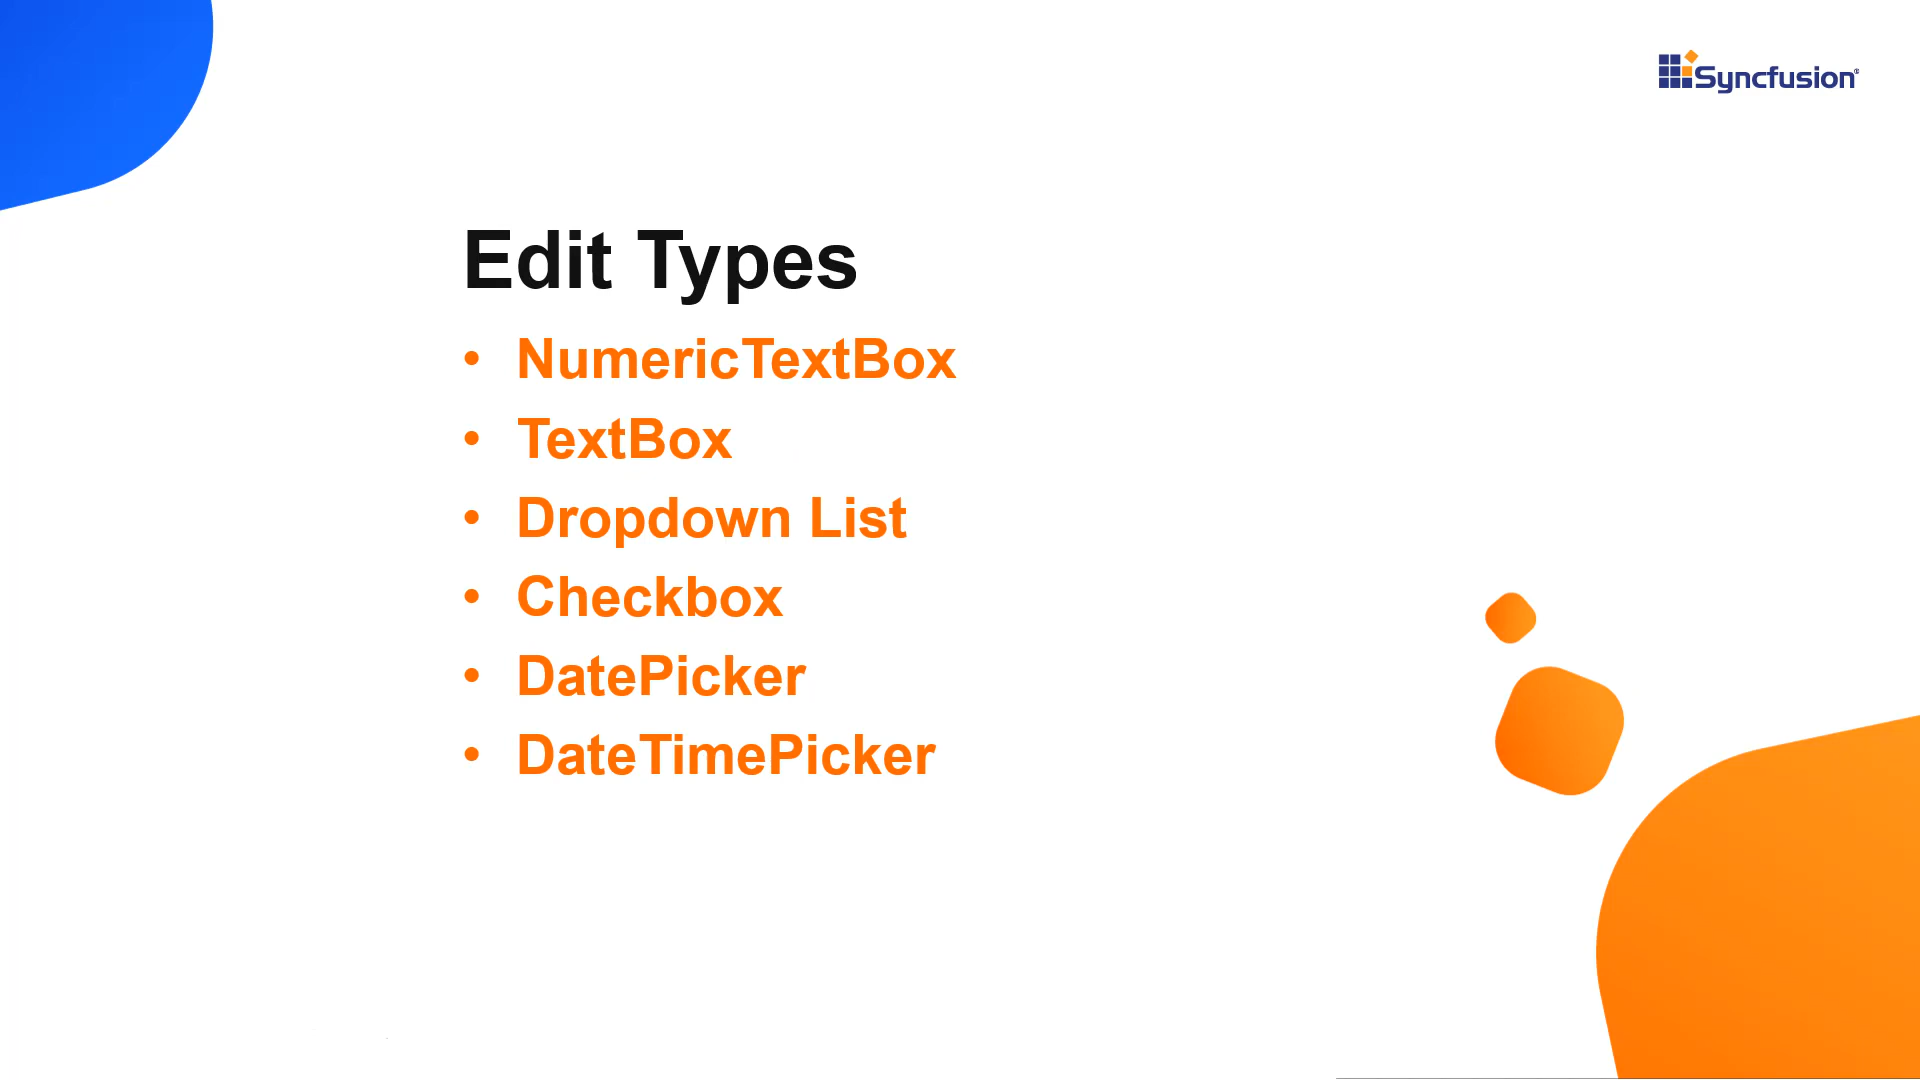 Syncfusion®
Edit Types
• NumericTextBox
• TextBox
• Dropdown List
• Checkbox
• DatePicker
• DateTimePicker